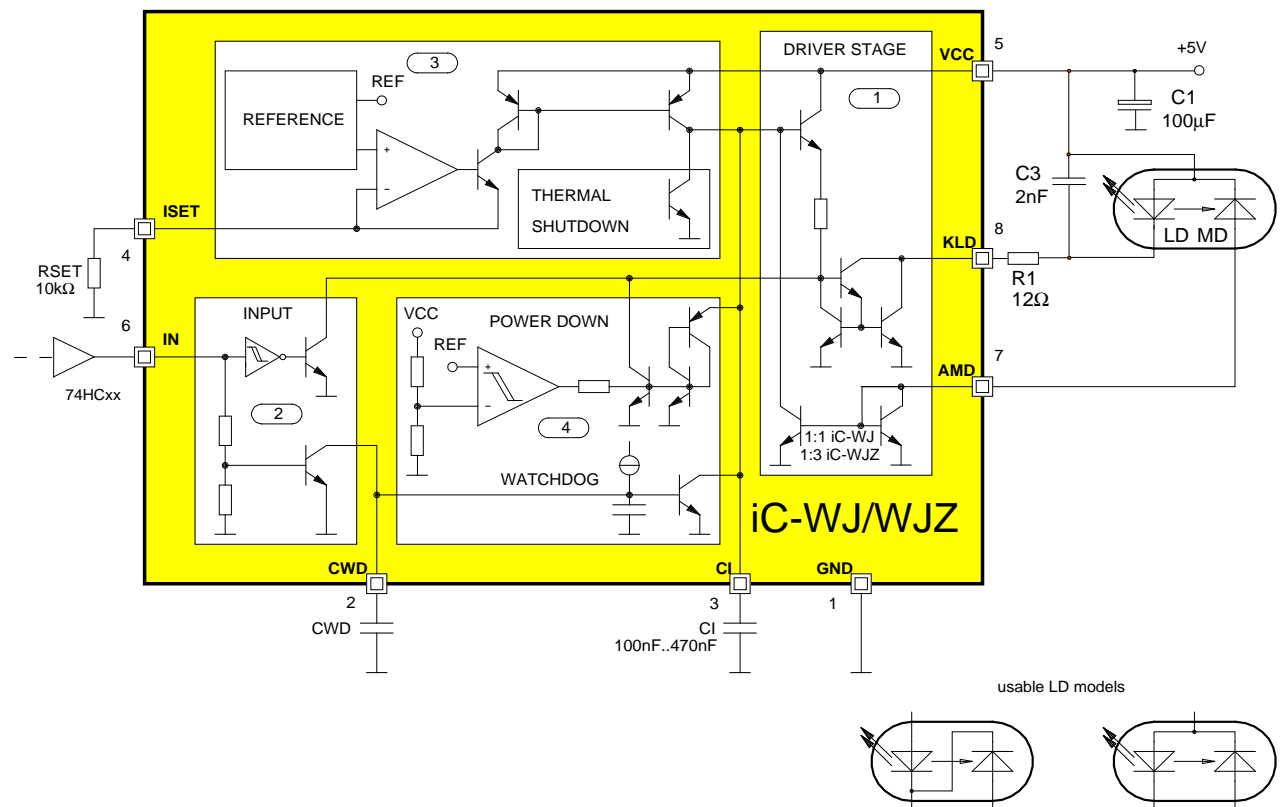 DRIVER STAGE
1
VCC
5
+5V
C1
100µF
3
REF
REFERENCE
+
−
THERMAL
SHUTDOWN
ISET
4
RSET
10kΩ
C3
2nF
LD MD
KLD
8
R1
12Ω
6
IN
74HCxx
INPUT
2
VCC
POWER DOWN
REF
+
−
4
WATCHDOG
7
AMD
1:1 iC-WJ
1:3 iC-WJZ
iC-WJ/WJZ
CWD
2
CWD
CI
3
CI
100nF..470nF
GND
1
usable LD models